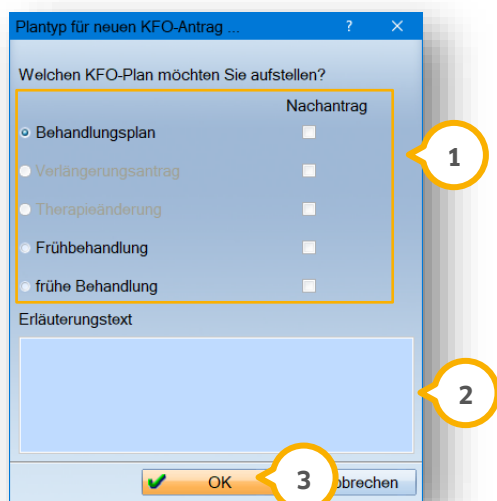 Plantyp für neuen KFO-Antrag ... ? ×
Welchen KFO-Plan möchten Sie aufstellen?
Nachantrag
Behandlungsplan
1
Verlängerungsantrag
Therapieänderung
Frühbehandlung
frühe Behandlung
Erläuterungstext
2
OK
3
bbrechen